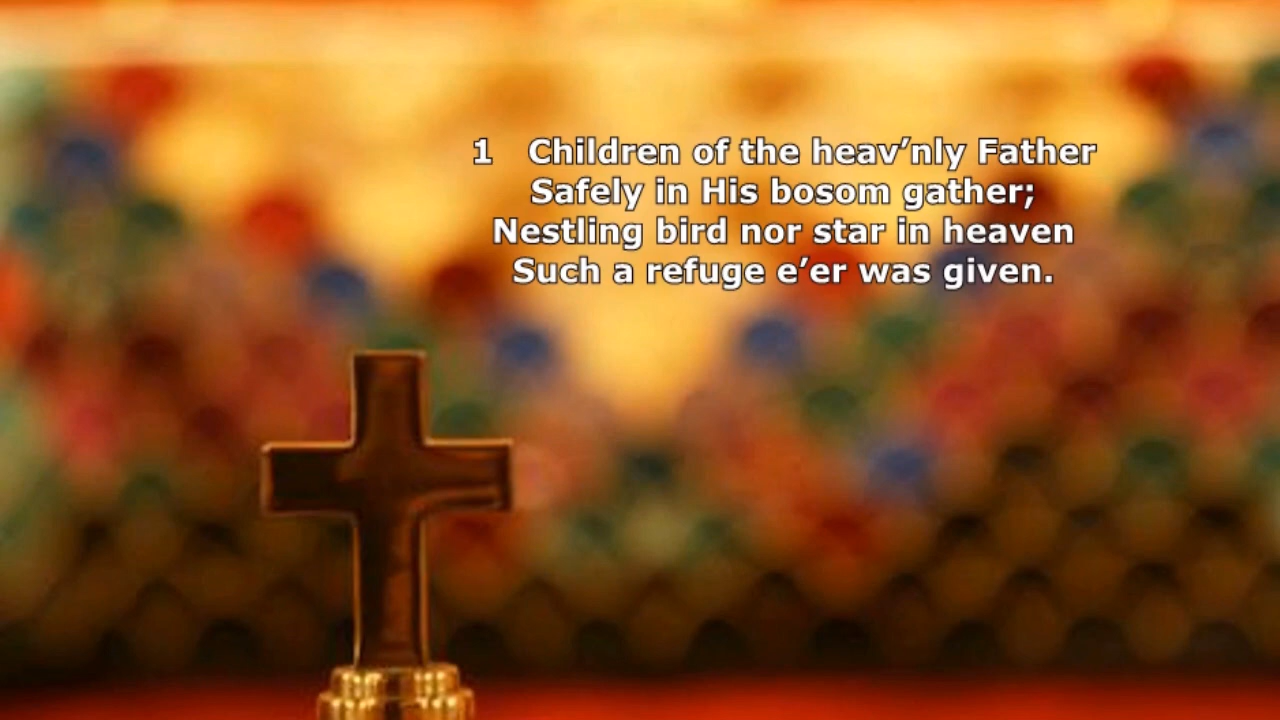 1 Children of the heav’nly Father
Safely in His bosom gather;
Nestling bird nor star in heaven
Such a refuge e’er was given.